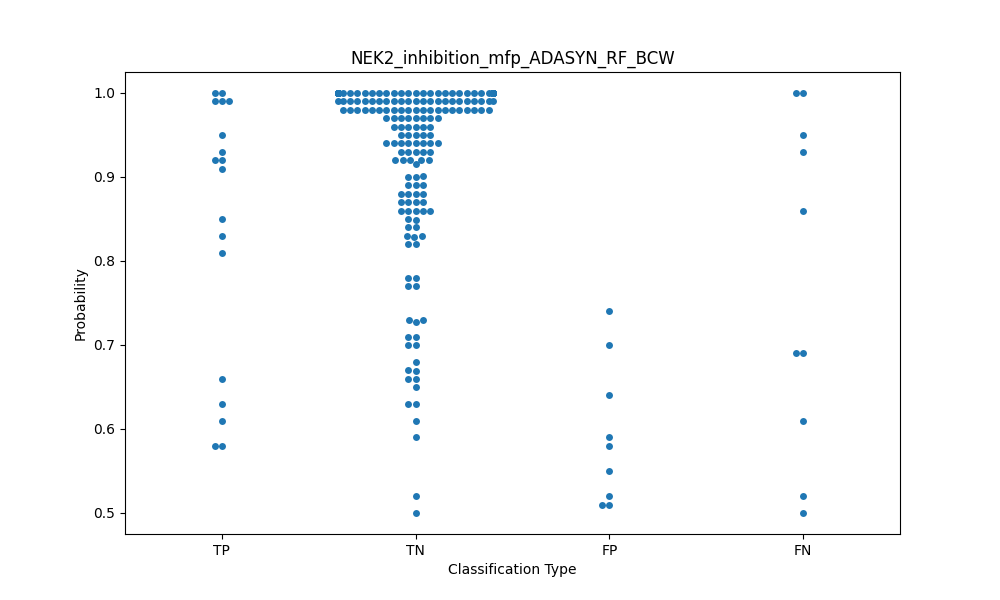 NEK2_inhibition_mfp_ADASYN_RF_BCW
1.0
0.9
0.8
0.7
0.6
0.5
Probability
TP TN FP FN
Classification Type